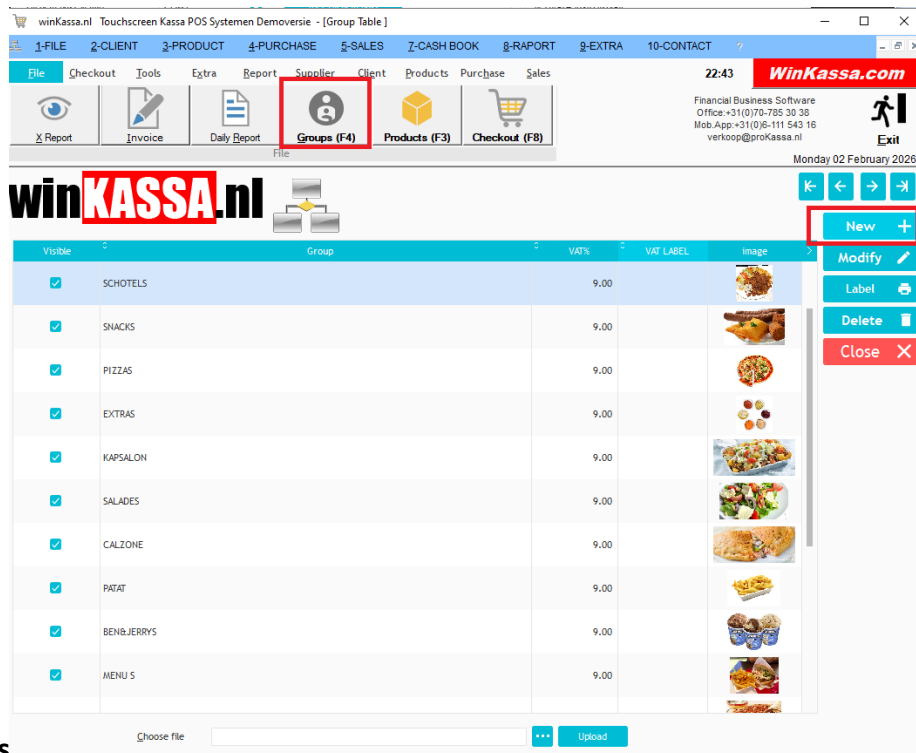 winKassa.nl Touchscreen Kassa POS Systemen Demoversie - [Group Table ]
1-FILE 2-CLIENT 3-PRODUCT 4-PURCHASE 5-SALES 7-CASH BOOK 8-RAPORT 9-EXTRA 10-CONTACT ?
File Checkout Tools Extra Report Supplier Client Products Purchase Sales 22:43 WinKassa.com
Financial Business Software
Office:+31(0)70-785 30 38
Mob.App:+31(0)6-111 543 16
verkoop@proKassa.nl
X Report Invoice Daily Report Groups (F4) Products (F3) Checkout (F8) Exit
File
Monday 02 February 2026
winKASSA.nl
New
Modify
Label
Delete
Close
Visible Group VAT% VAT LABEL image
SCHOTELS 9.00
SNACKS 9.00
PIZZAS 9.00
EXTRAS 9.00
KAPSALON 9.00
SALADES 9.00
CALZONE 9.00
PATAT 9.00
BEN&JERRYS 9.00
MENU S 9.00
Choose file ... Upload
s